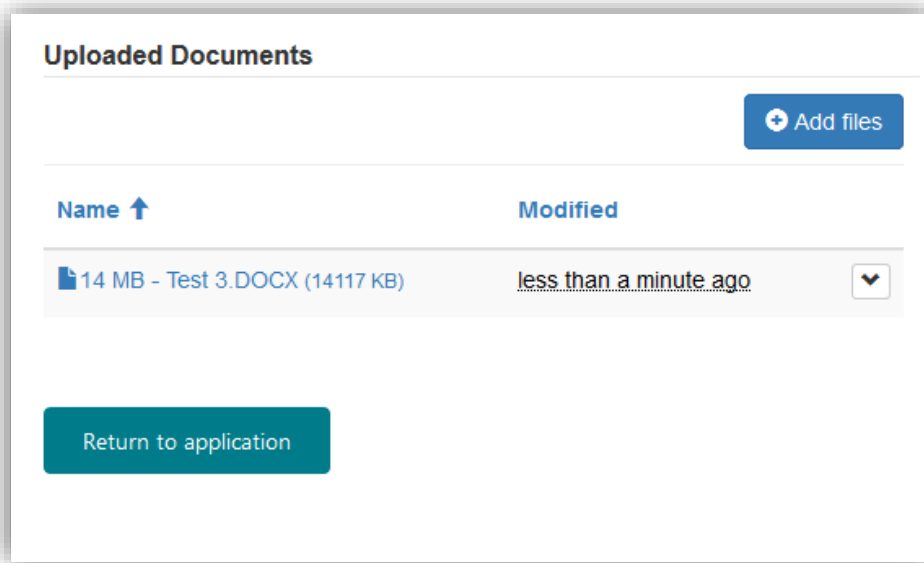 Uploaded Documents
Add files
Name Modified
14 MB - Test 3.DOCX (14117 KB) less than a minute ago
Return to application